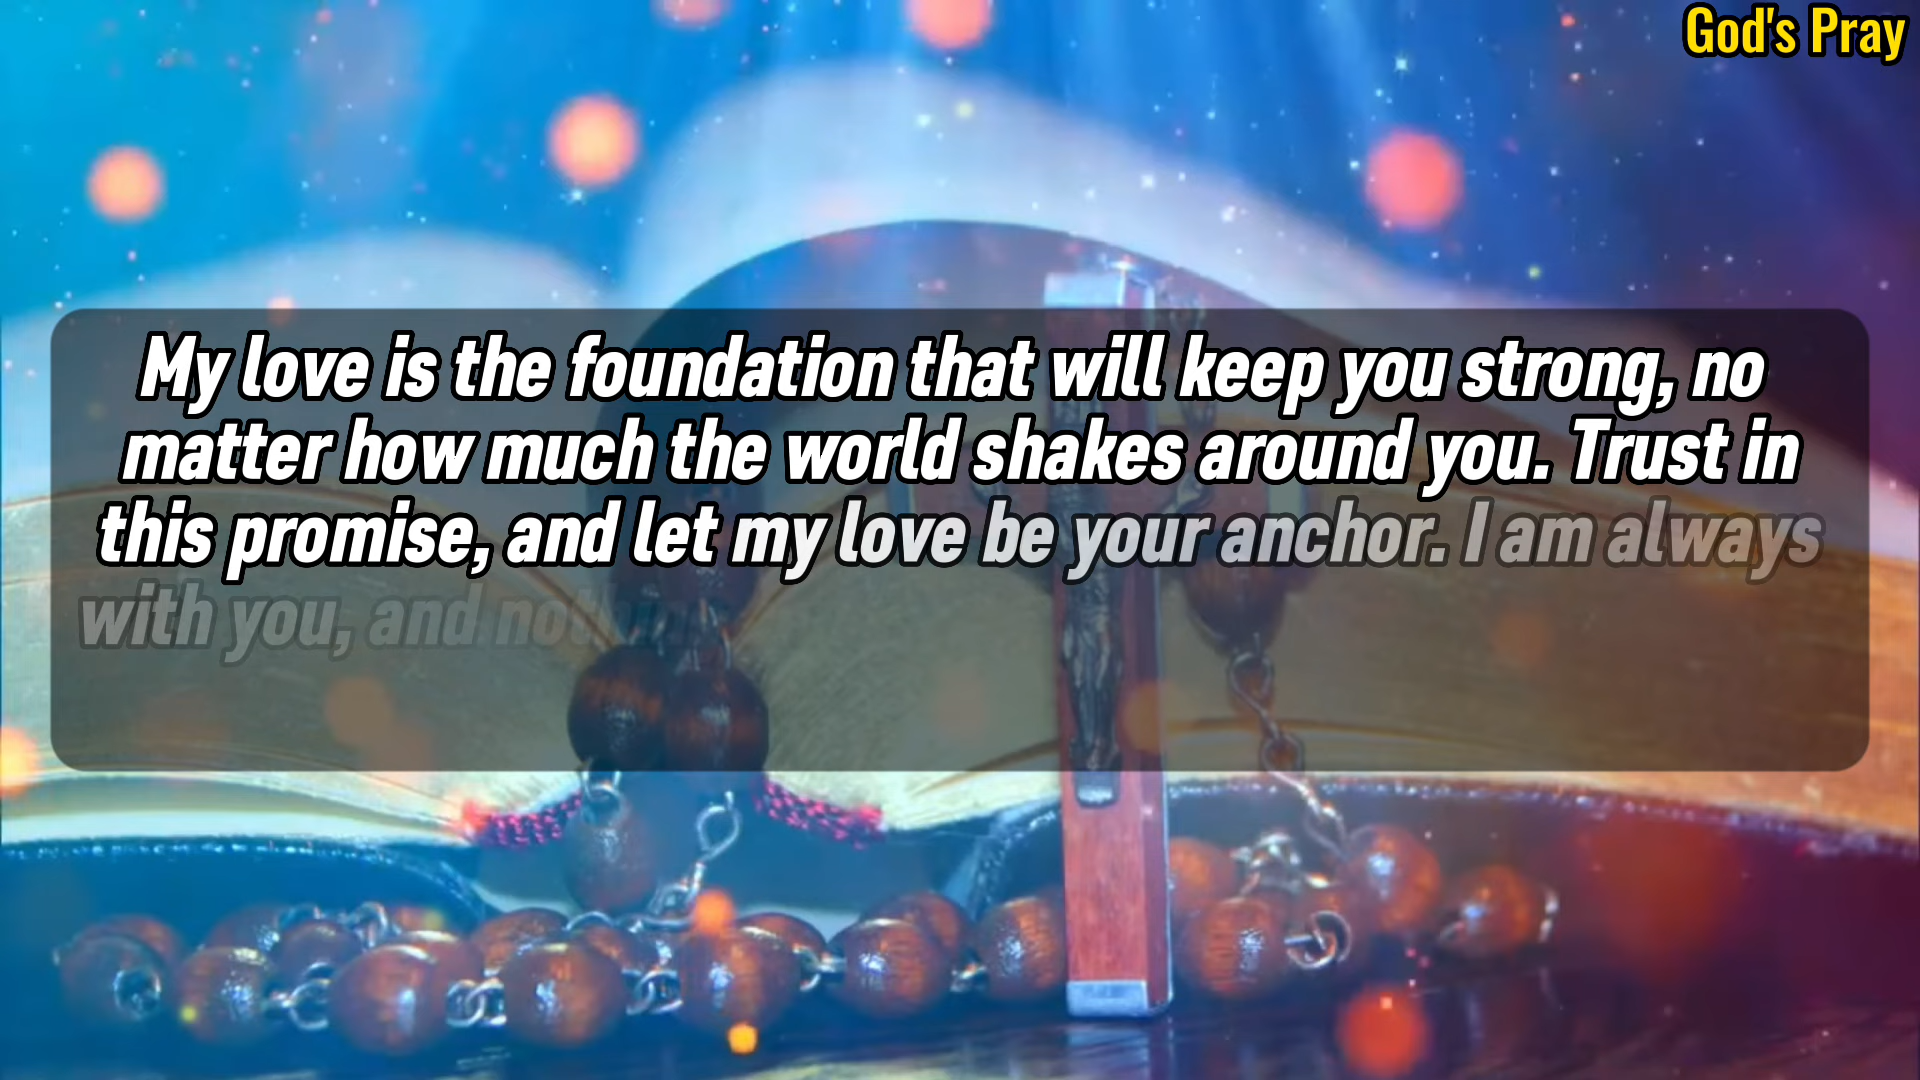 God's Pray
My love is the foundation that will keep you strong, no
matter how much the world shakes around you. Trust in
this promise, and let my love be your anchor. I am always
with you, and